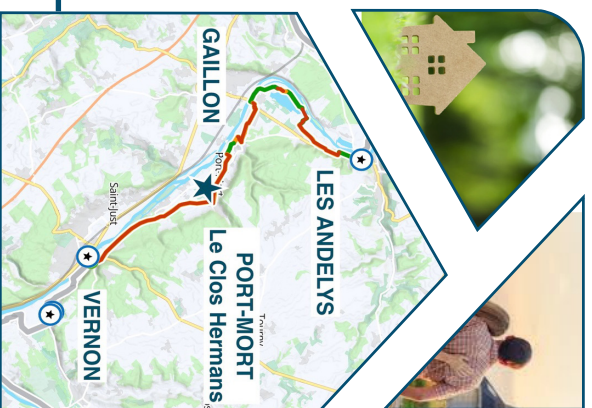 GAILLON
LES ANDELYS
PORT-MORT
Le Clos Hermans
Saint-Just
VERNON